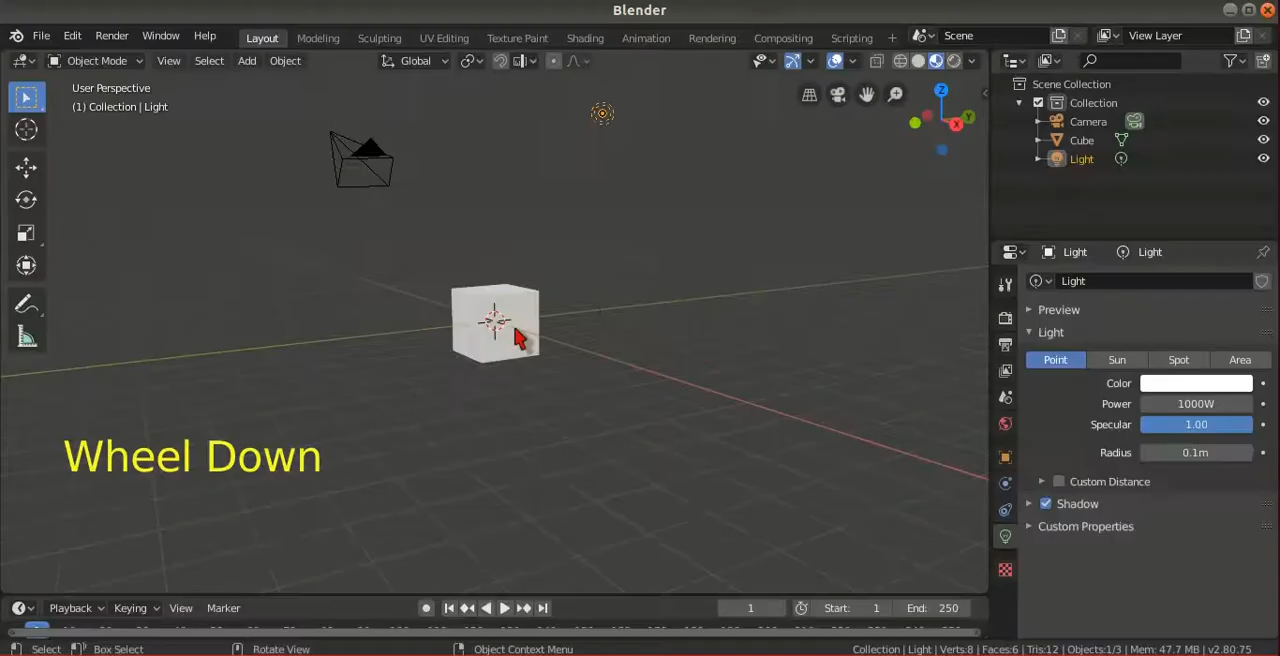 Blender
File Edit Render Window Help
Layout Modeling Sculpting UV Editing Texture Paint Shading Animation Rendering Compositing Scripting +
Scene
View Layer
Object Mode View Select Add Object
Global
User Perspective
(1) Collection | Light
Z
Y
X
Scene Collection
Collection
Camera
Cube
Light
Light Light
Light
Preview
Light
Point Sun Spot Area
Color
Power 1000W
Specular 1.00
Radius 0.1m
Custom Distance
Shadow
Custom Properties
Wheel Down
Playback Keying View Marker
1 Start: 1 End: 250
Select Box Select Rotate View Object Context Menu
Collection | Light | Verts:8 | Faces:6 | Tris:12 | Objects:1/3 | Mem: 47.7 MB | v2.80.75